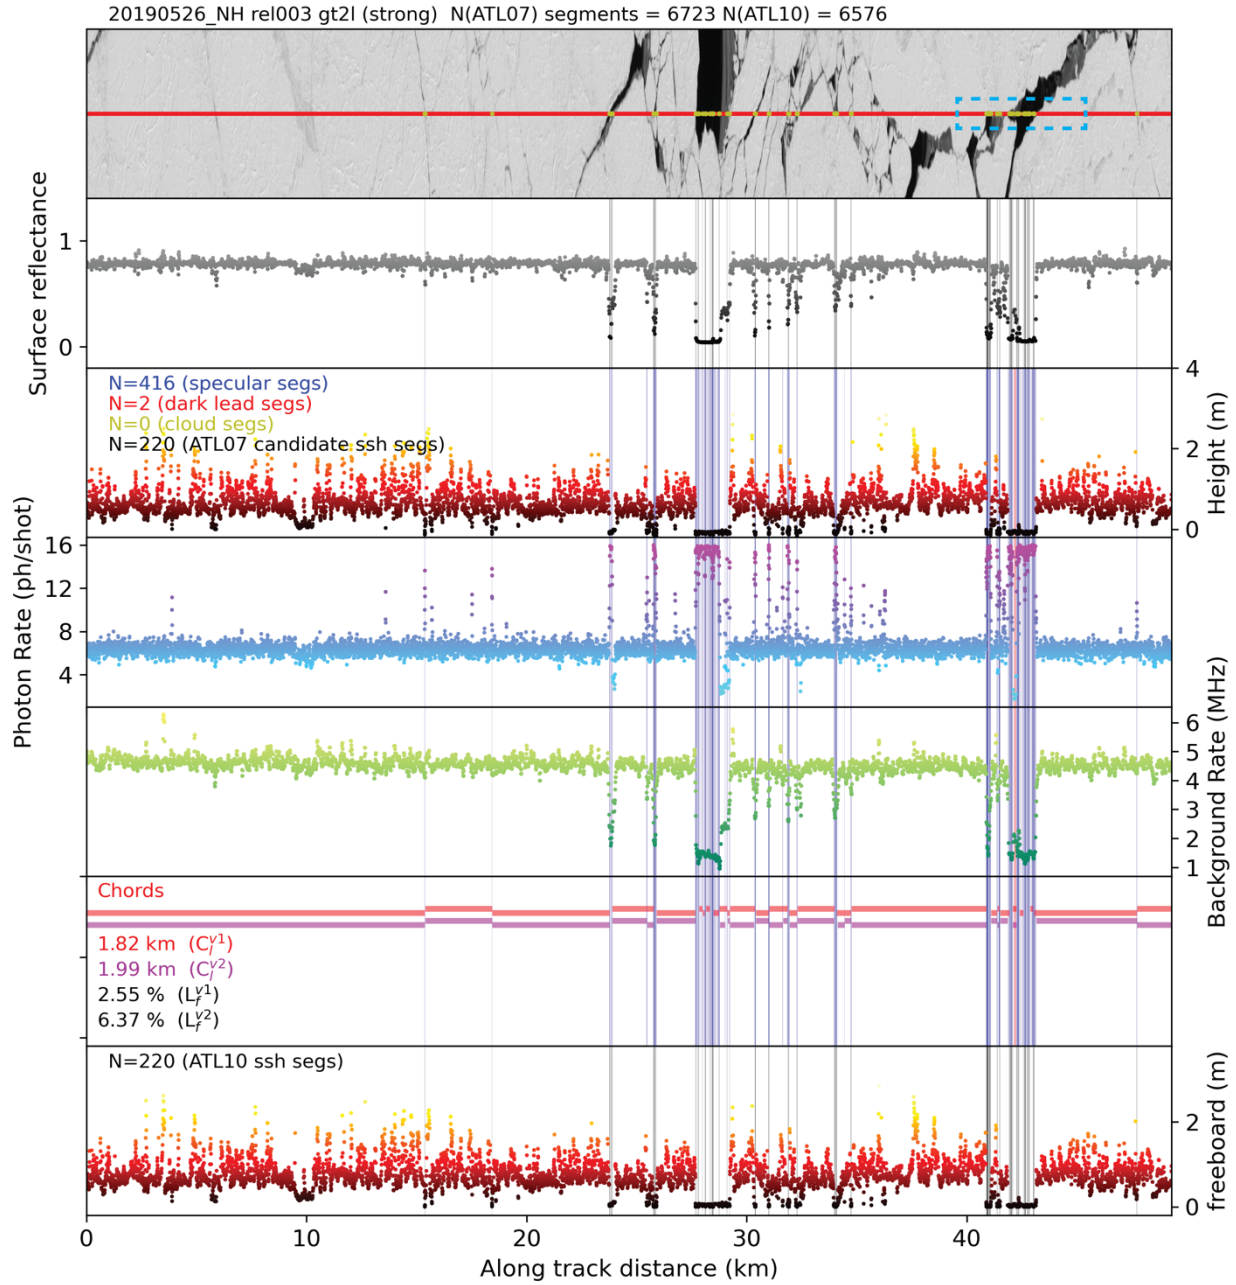 20190526_NH rel003 gt2l (strong)  N(ATL07) segments = 6723 N(ATL10) = 6576
Surface reflectance
1
0
N=416 (specular segs)
N=2 (dark lead segs)
N=0 (cloud segs)
N=220 (ATL07 candidate ssh segs)
4
2
0
Height (m)
Photon Rate (ph/shot)
16
12
8
4
Background Rate (MHz)
6
5
4
3
2
1
Chords
1.82 km  (C_l^v1)
1.99 km  (C_l^v2)
2.55 %  (L_f^v1)
6.37 %  (L_f^v2)
N=220 (ATL10 ssh segs)
2
0
freeboard (m)
0 10 20 30 40
Along track distance (km)